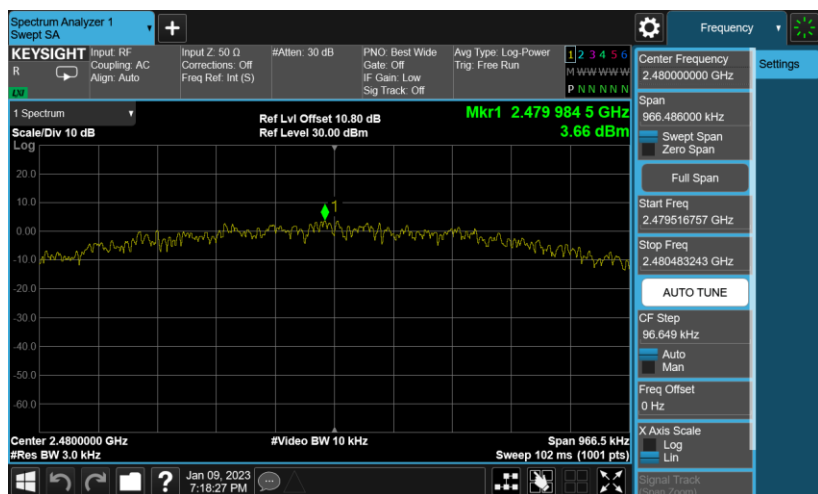 Spectrum Analyzer 1
Swept SA
+
Frequency
KEYSIGHT
R
LXI
Input: RF
Coupling: AC
Align: Auto
Input Z: 50 Ω
Corrections: Off
Freq Ref: Int (S)
#Atten: 30 dB
PNO: Best Wide
Gate: Off
IF Gain: Low
Sig Track: Off
Avg Type: Log-Power
Trig: Free Run
1 2 3 4 5 6
M W W W W W
P N N N N N
1 Spectrum
Scale/Div 10 dB
Log
Ref Lvl Offset 10.80 dB
Ref Level 30.00 dBm
Mkr1 2.479 984 5 GHz
3.66 dBm
20.0
10.0
0.00
-10.0
-20.0
-30.0
-40.0
-50.0
-60.0
1
Center 2.4800000 GHz
#Res BW 3.0 kHz
#Video BW 10 kHz
Span 966.5 kHz
Sweep 102 ms (1001 pts)
Center Frequency
2.480000000 GHz
Span
966.486000 kHz
Swept Span
Zero Span
Full Span
Start Freq
2.479516757 GHz
Stop Freq
2.480483243 GHz
AUTO TUNE
CF Step
96.649 kHz
Auto
Man
Freq Offset
0 Hz
X Axis Scale
Log
Lin
Signal Track
(Span Zoom)
Settings
?
Jan 09, 2023
7:18:27 PM